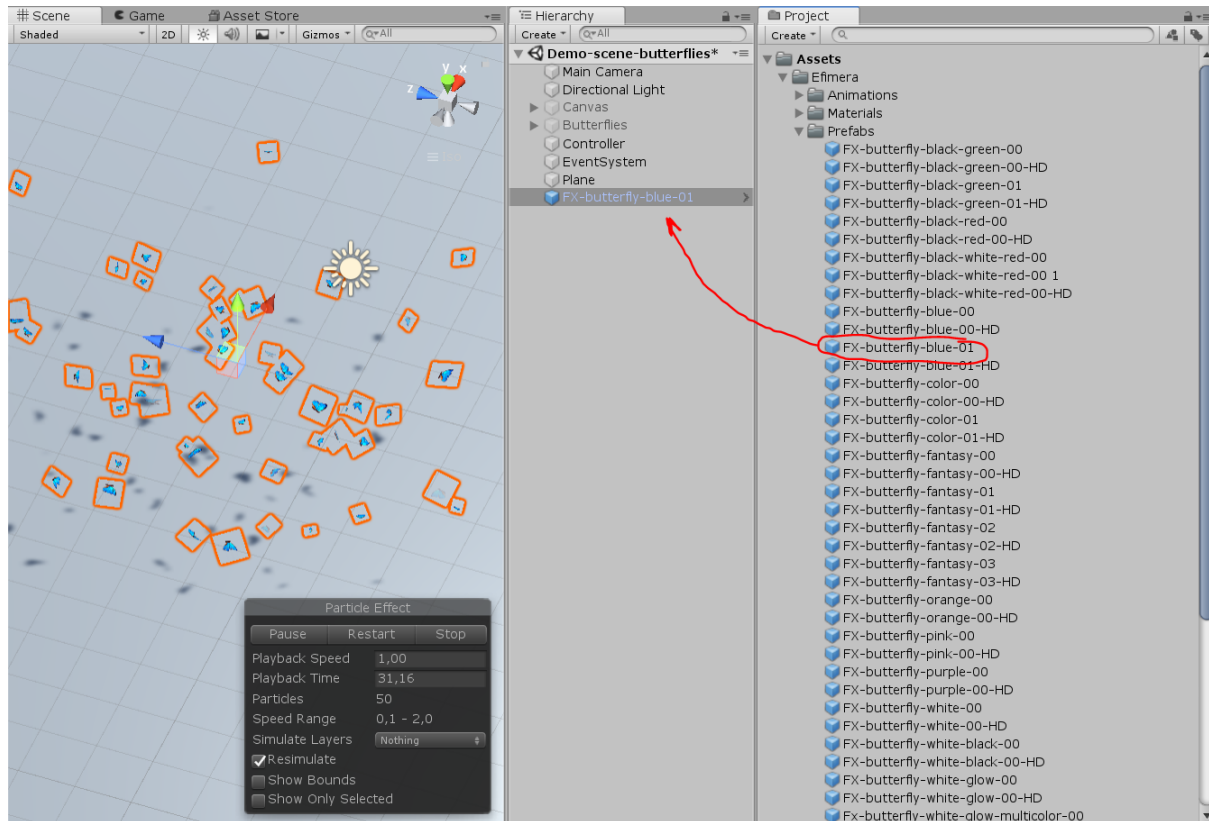 Scene Game Asset Store
Shaded 2D Gizmos All
y x
z
Particle Effect
Pause Restart Stop
Playback Speed 1,00
Playback Time 31,16
Particles 50
Speed Range 0,1 - 2,0
Simulate Layers Nothing
Resimulate
Show Bounds
Show Only Selected
Hierarchy
Create All
Demo-scene-butterflies*
Main Camera
Directional Light
Canvas
Butterflies
Controller
EventSystem
Plane
FX-butterfly-blue-01
Project
Create
Assets
Efimera
Animations
Materials
Prefabs
FX-butterfly-black-green-00
FX-butterfly-black-green-00-HD
FX-butterfly-black-green-01
FX-butterfly-black-green-01-HD
FX-butterfly-black-red-00
FX-butterfly-black-red-00-HD
FX-butterfly-black-white-red-00
FX-butterfly-black-white-red-00 1
FX-butterfly-black-white-red-00-HD
FX-butterfly-blue-00
FX-butterfly-blue-00-HD
FX-butterfly-blue-01
FX-butterfly-blue-01-HD
FX-butterfly-color-00
FX-butterfly-color-00-HD
FX-butterfly-color-01
FX-butterfly-color-01-HD
FX-butterfly-fantasy-00
FX-butterfly-fantasy-00-HD
FX-butterfly-fantasy-01
FX-butterfly-fantasy-01-HD
FX-butterfly-fantasy-02
FX-butterfly-fantasy-02-HD
FX-butterfly-fantasy-03
FX-butterfly-fantasy-03-HD
FX-butterfly-orange-00
FX-butterfly-orange-00-HD
FX-butterfly-pink-00
FX-butterfly-pink-00-HD
FX-butterfly-purple-00
FX-butterfly-purple-00-HD
FX-butterfly-white-00
FX-butterfly-white-00-HD
FX-butterfly-white-black-00
FX-butterfly-white-black-00-HD
FX-butterfly-white-glow-00
FX-butterfly-white-glow-00-HD
FX-butterfly-white-glow-multicolor-00